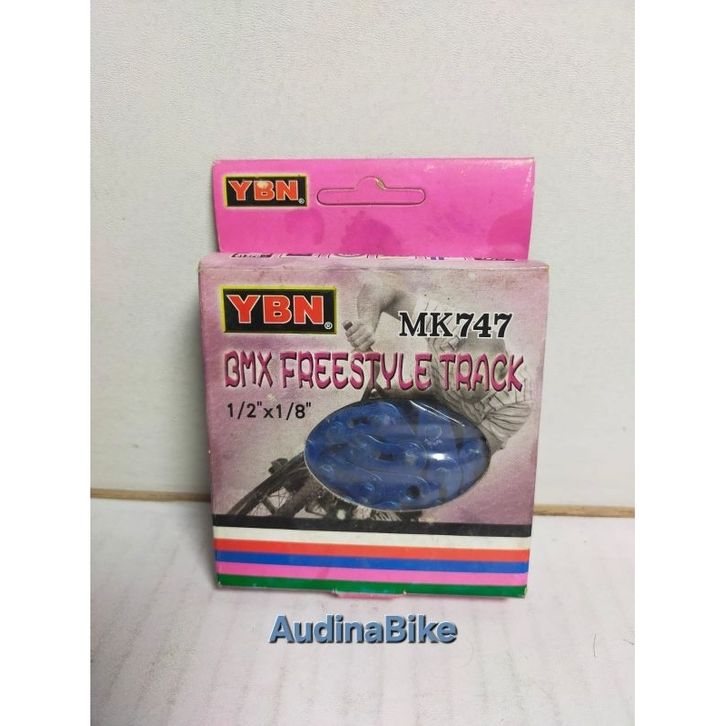 YBN®
YBN®
MK747
BMX FREESTYLE TRACK
1/2"x1/8"
AudinaBike